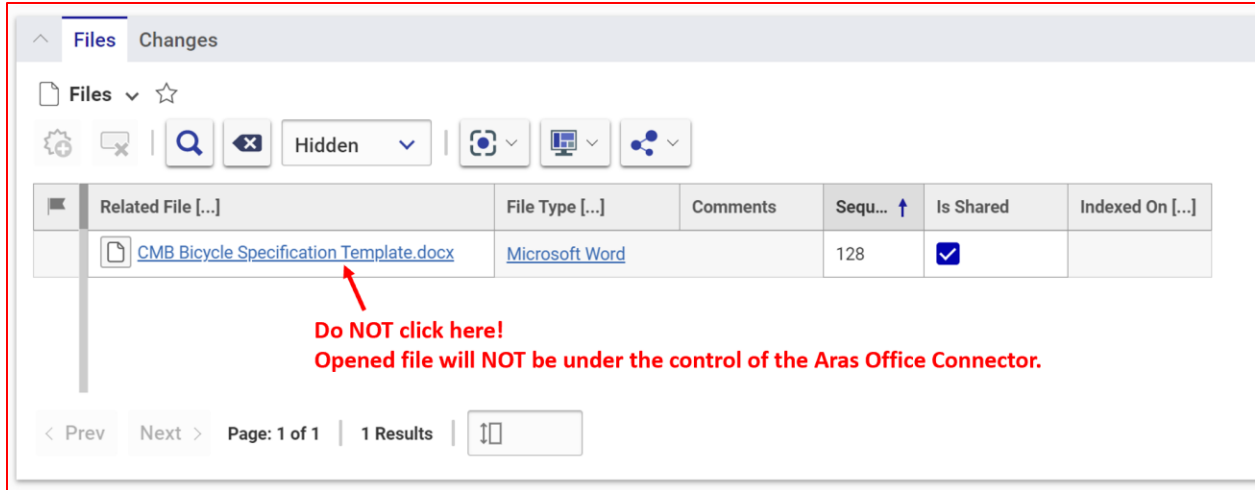 Files Changes
Files
Hidden
Related File [...] File Type [...] Comments Sequ... Is Shared Indexed On [...]
CMB Bicycle Specification Template.docx Microsoft Word 128
Do NOT click here!
Opened file will NOT be under the control of the Aras Office Connector.
< Prev Next > Page: 1 of 1 | 1 Results